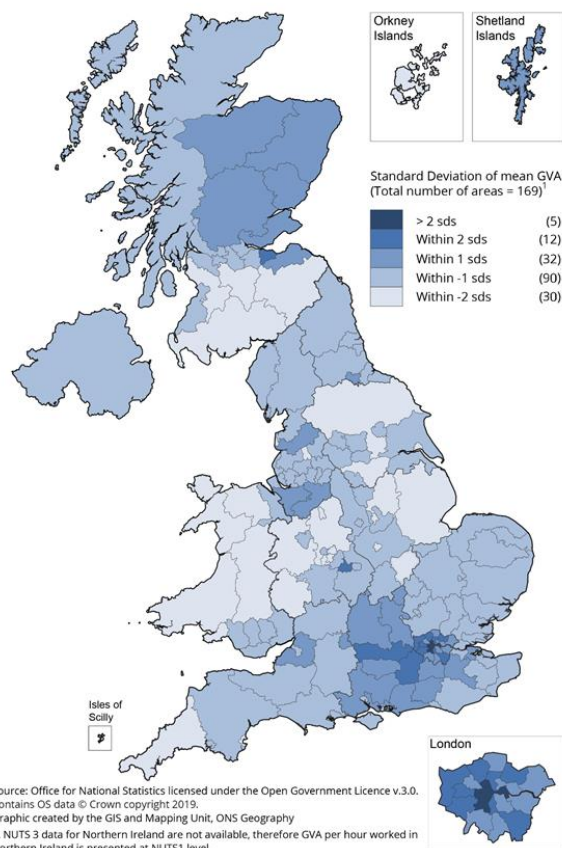 Orkney
Islands
Shetland
Islands
Standard Deviation of mean GVA
(Total number of areas = 169)¹
> 2 sds (5)
Within 2 sds (12)
Within 1 sds (32)
Within -1 sds (90)
Within -2 sds (30)
Isles of
Scilly
London
ource: Office for National Statistics licensed under the Open Government Licence v.3.0.
ontains OS data © Crown copyright 2019.
raphic created by the GIS and Mapping Unit, ONS Geography
NUTS 3 data for Northern Ireland are not available, therefore GVA per hour worked in
orthern Ireland is presented at NUTS1 level